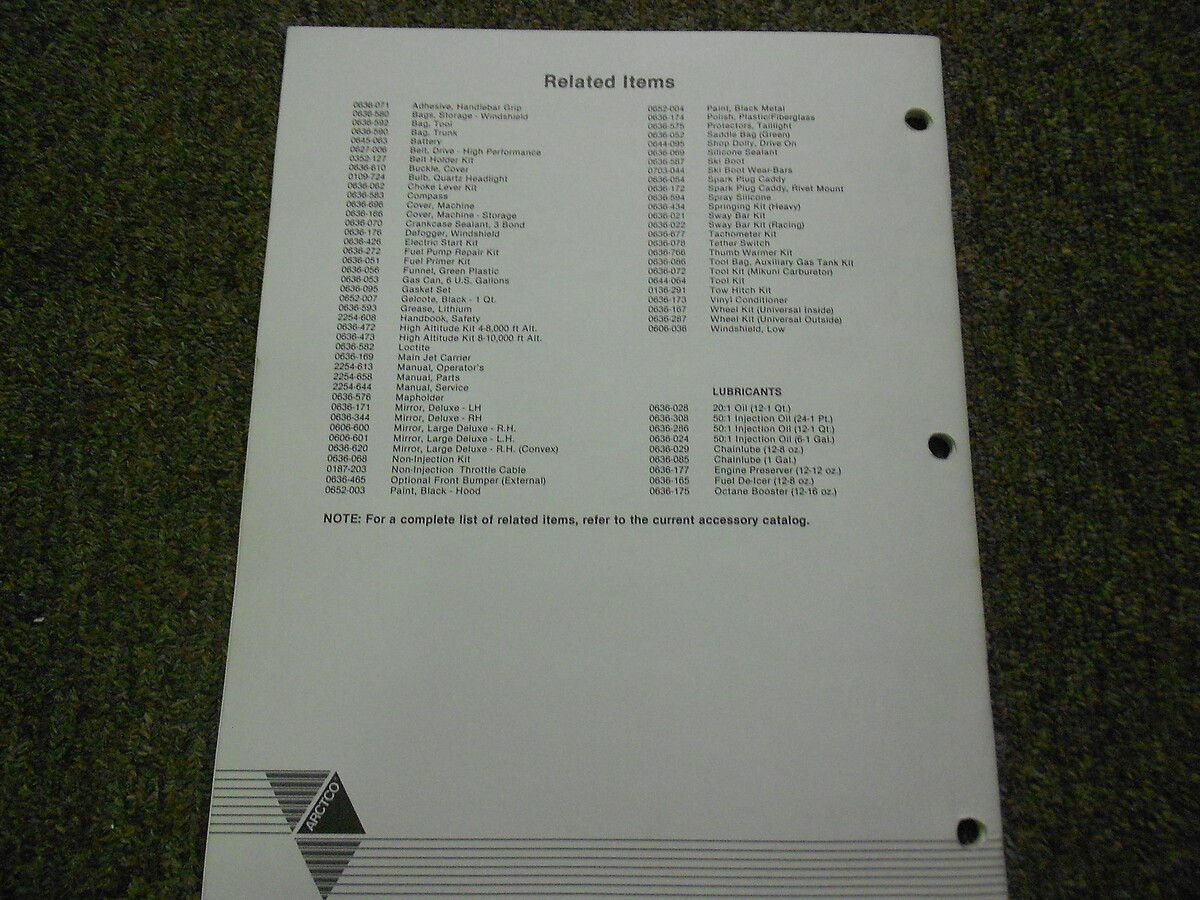 Related Items
0636-071 Adhesive, Handlebar Grip
0636-580 Bags, Storage - Windshield
0636-592 Bag, Tool
0636-590 Bag, Trunk
0645-063 Battery
0627-006 Belt, Drive - High Performance
0352-127 Belt Holder Kit
0636-610 Buckle, Cover
0109-724 Bulb, Quartz Headlight
0636-062 Choke Lever Kit
0636-583 Compass
0636-696 Cover, Machine
0636-166 Cover, Machine - Storage
0636-070 Crankcase Sealant, 3 Bond
0636-176 Defogger, Windshield
0636-426 Electric Start Kit
0636-272 Fuel Pump Repair Kit
0636-051 Fuel Primer Kit
0636-056 Funnel, Green Plastic
0636-053 Gas Can, 6 U.S. Gallons
0636-095 Gasket Set
0652-007 Gelcote, Black - 1 Qt.
0636-593 Grease, Lithium
2254-608 Handbook, Safety
0636-472 High Altitude Kit 4-8,000 ft Alt.
0636-473 High Altitude Kit 8-10,000 ft Alt.
0636-582 Loctite
0636-169 Main Jet Carrier
2254-613 Manual, Operator's
2254-658 Manual, Parts
2254-644 Manual, Service
0636-576 Mapholder
0636-171 Mirror, Deluxe - LH
0636-344 Mirror, Deluxe - RH
0606-600 Mirror, Large Deluxe - R.H.
0606-601 Mirror, Large Deluxe - L.H.
0636-620 Mirror, Large Deluxe - R.H. (Convex)
0636-068 Non-Injection Kit
0187-203 Non-Injection Throttle Cable
0636-465 Optional Front Bumper (External)
0652-003 Paint, Black - Hood
0652-004 Paint, Black Metal
0636-174 Polish, Plastic/Fiberglass
0636-575 Protectors, Taillight
0636-052 Saddle Bag (Green)
0644-095 Shop Dolly, Drive On
0636-069 Silicone Sealant
0636-587 Ski Boot
0703-044 Ski Boot Wear-Bars
0636-054 Spark Plug Caddy
0636-172 Spark Plug Caddy, Rivet Mount
0636-594 Spray Silicone
0636-434 Springing Kit (Heavy)
0636-021 Sway Bar Kit
0636-022 Sway Bar Kit (Racing)
0636-677 Tachometer Kit
0636-078 Tether Switch
0636-766 Thumb Warmer Kit
0636-086 Tool Bag, Auxiliary Gas Tank Kit
0636-072 Tool Kit (Mikuni Carburetor)
0644-064 Tool Kit
0136-291 Tow Hitch Kit
0636-173 Vinyl Conditioner
0636-167 Wheel Kit (Universal Inside)
0636-287 Wheel Kit (Universal Outside)
0606-036 Windshield, Low
LUBRICANTS
0636-028 20:1 Oil (12-1 Qt.)
0636-308 50:1 Injection Oil (24-1 Pt.)
0636-286 50:1 Injection Oil (12-1 Qt.)
0636-024 50:1 Injection Oil (6-1 Gal.)
0636-029 Chainlube (12-8 oz.)
0636-085 Chainlube (1 Gal.)
0636-177 Engine Preserver (12-12 oz.)
0636-165 Fuel De-Icer (12-8 oz.)
0636-175 Octane Booster (12-16 oz.)
NOTE: For a complete list of related items, refer to the current accessory catalog.
ARCTCO